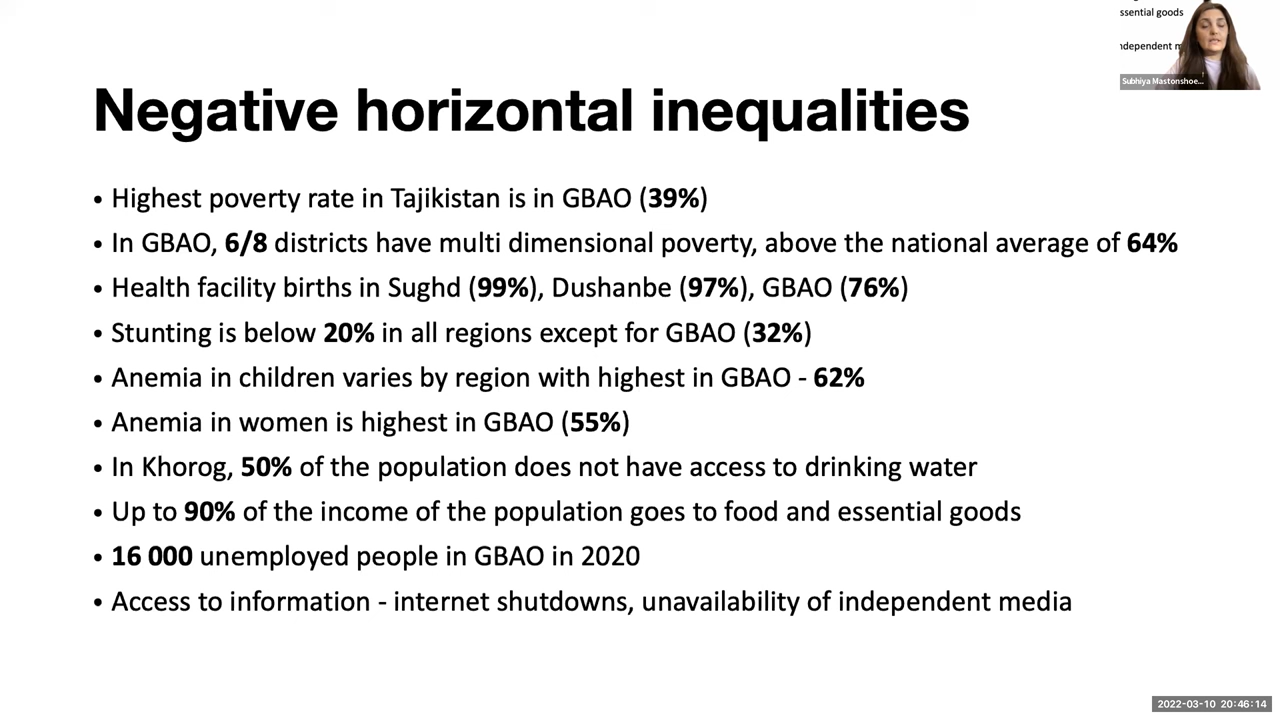 ssential goods
ndependent m
Subhiya Mastonshoe...
Negative horizontal inequalities
• Highest poverty rate in Tajikistan is in GBAO (39%)
• In GBAO, 6/8 districts have multi dimensional poverty, above the national average of 64%
• Health facility births in Sughd (99%), Dushanbe (97%), GBAO (76%)
• Stunting is below 20% in all regions except for GBAO (32%)
• Anemia in children varies by region with highest in GBAO - 62%
• Anemia in women is highest in GBAO (55%)
• In Khorog, 50% of the population does not have access to drinking water
• Up to 90% of the income of the population goes to food and essential goods
• 16 000 unemployed people in GBAO in 2020
• Access to information - internet shutdowns, unavailability of independent media
2022-03-10 20:46:14